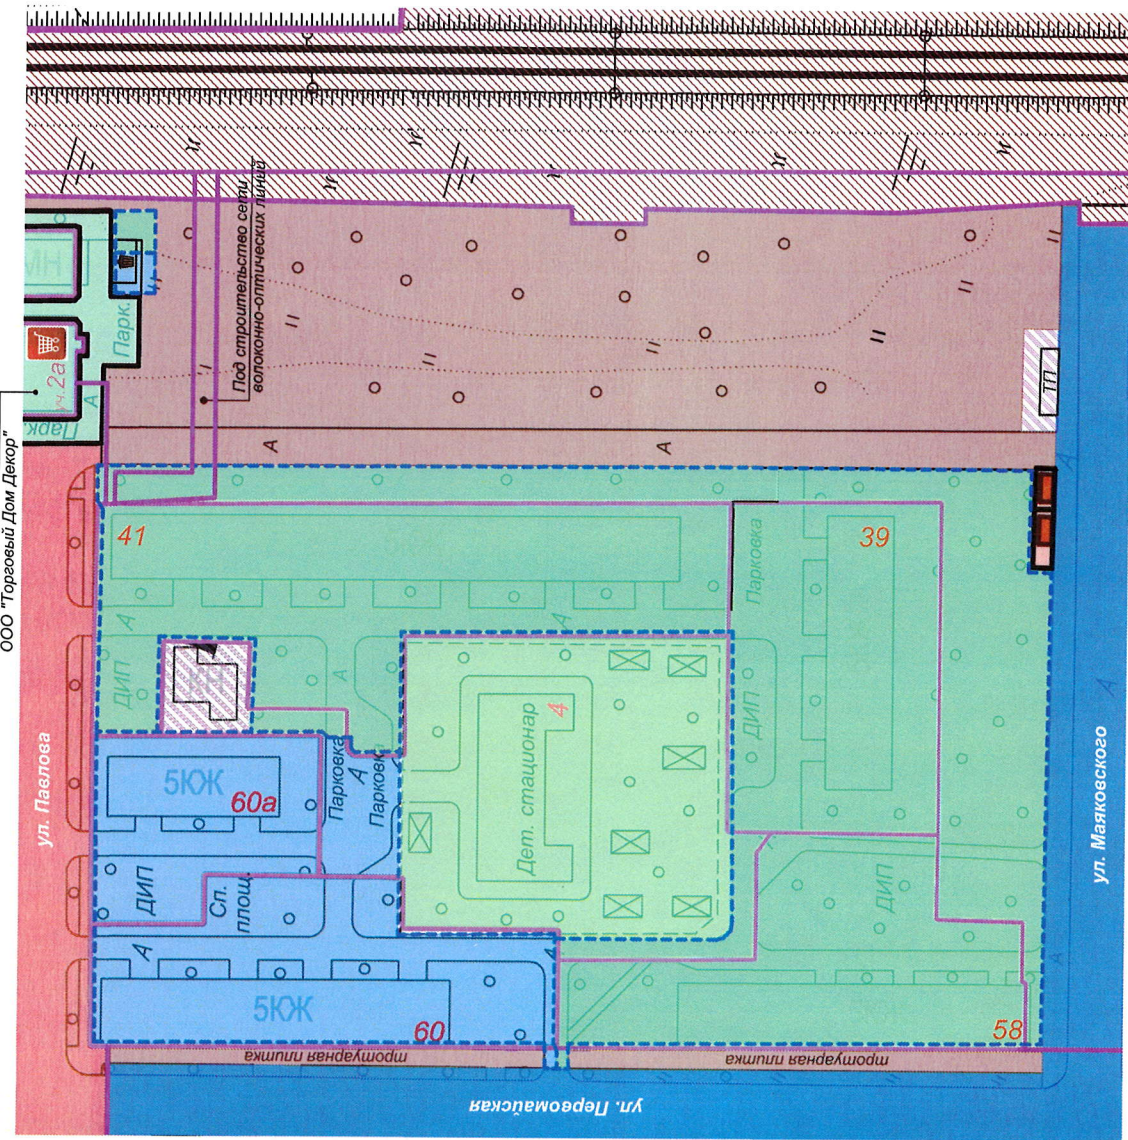 Под строительство сети
волоконно-оптических линий
Парк.
уч.2а
А
Парк.
ООО "Торговый Дом Декор"
ТП
А
А
А
41
39
Парковка
А
А
ДИП
А
ул. Павлова
4
Дет. стационар
ДИП
А
ул. Маяковского
5КЖ
60а
Парковка
А
Парковка
ДИП
Сп.
площ.
ДИП
А
А
А
5КЖ
60
58
тротуарная плитка
тротуарная плитка
ул. Первомайская